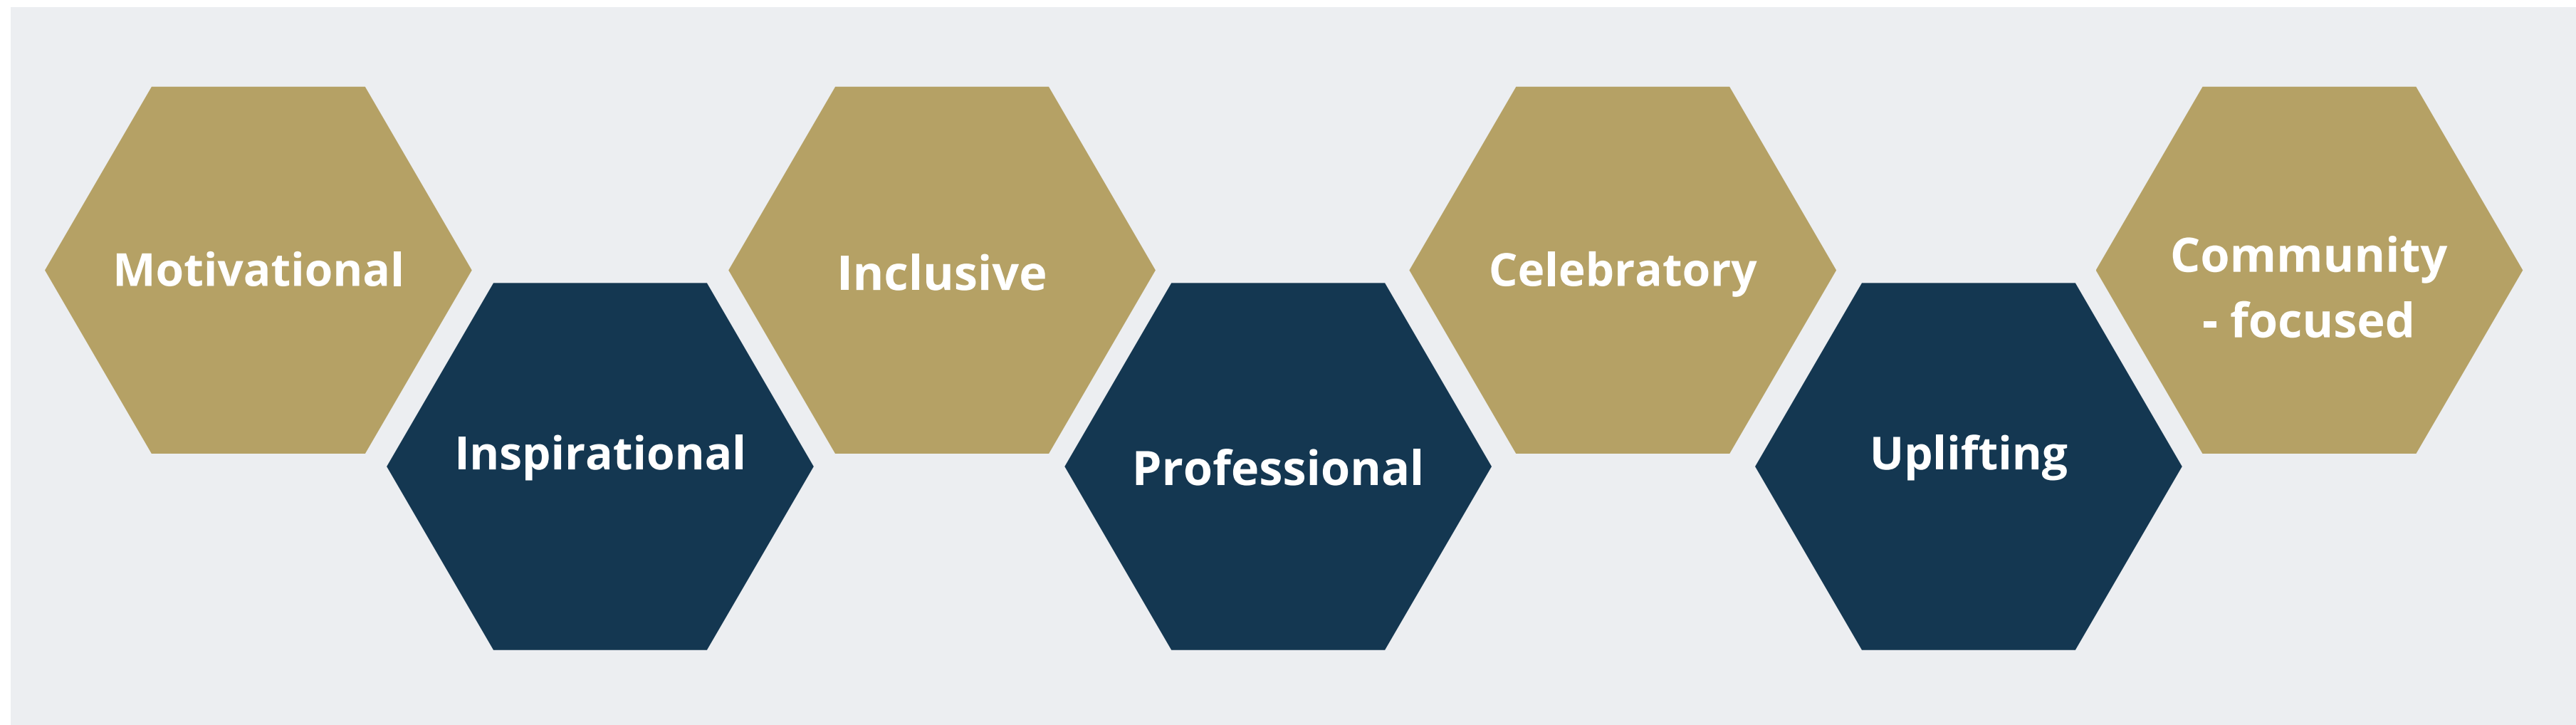 Motivational
Inspirational
Inclusive
Professional
Celebratory
Uplifting
Community
- focused